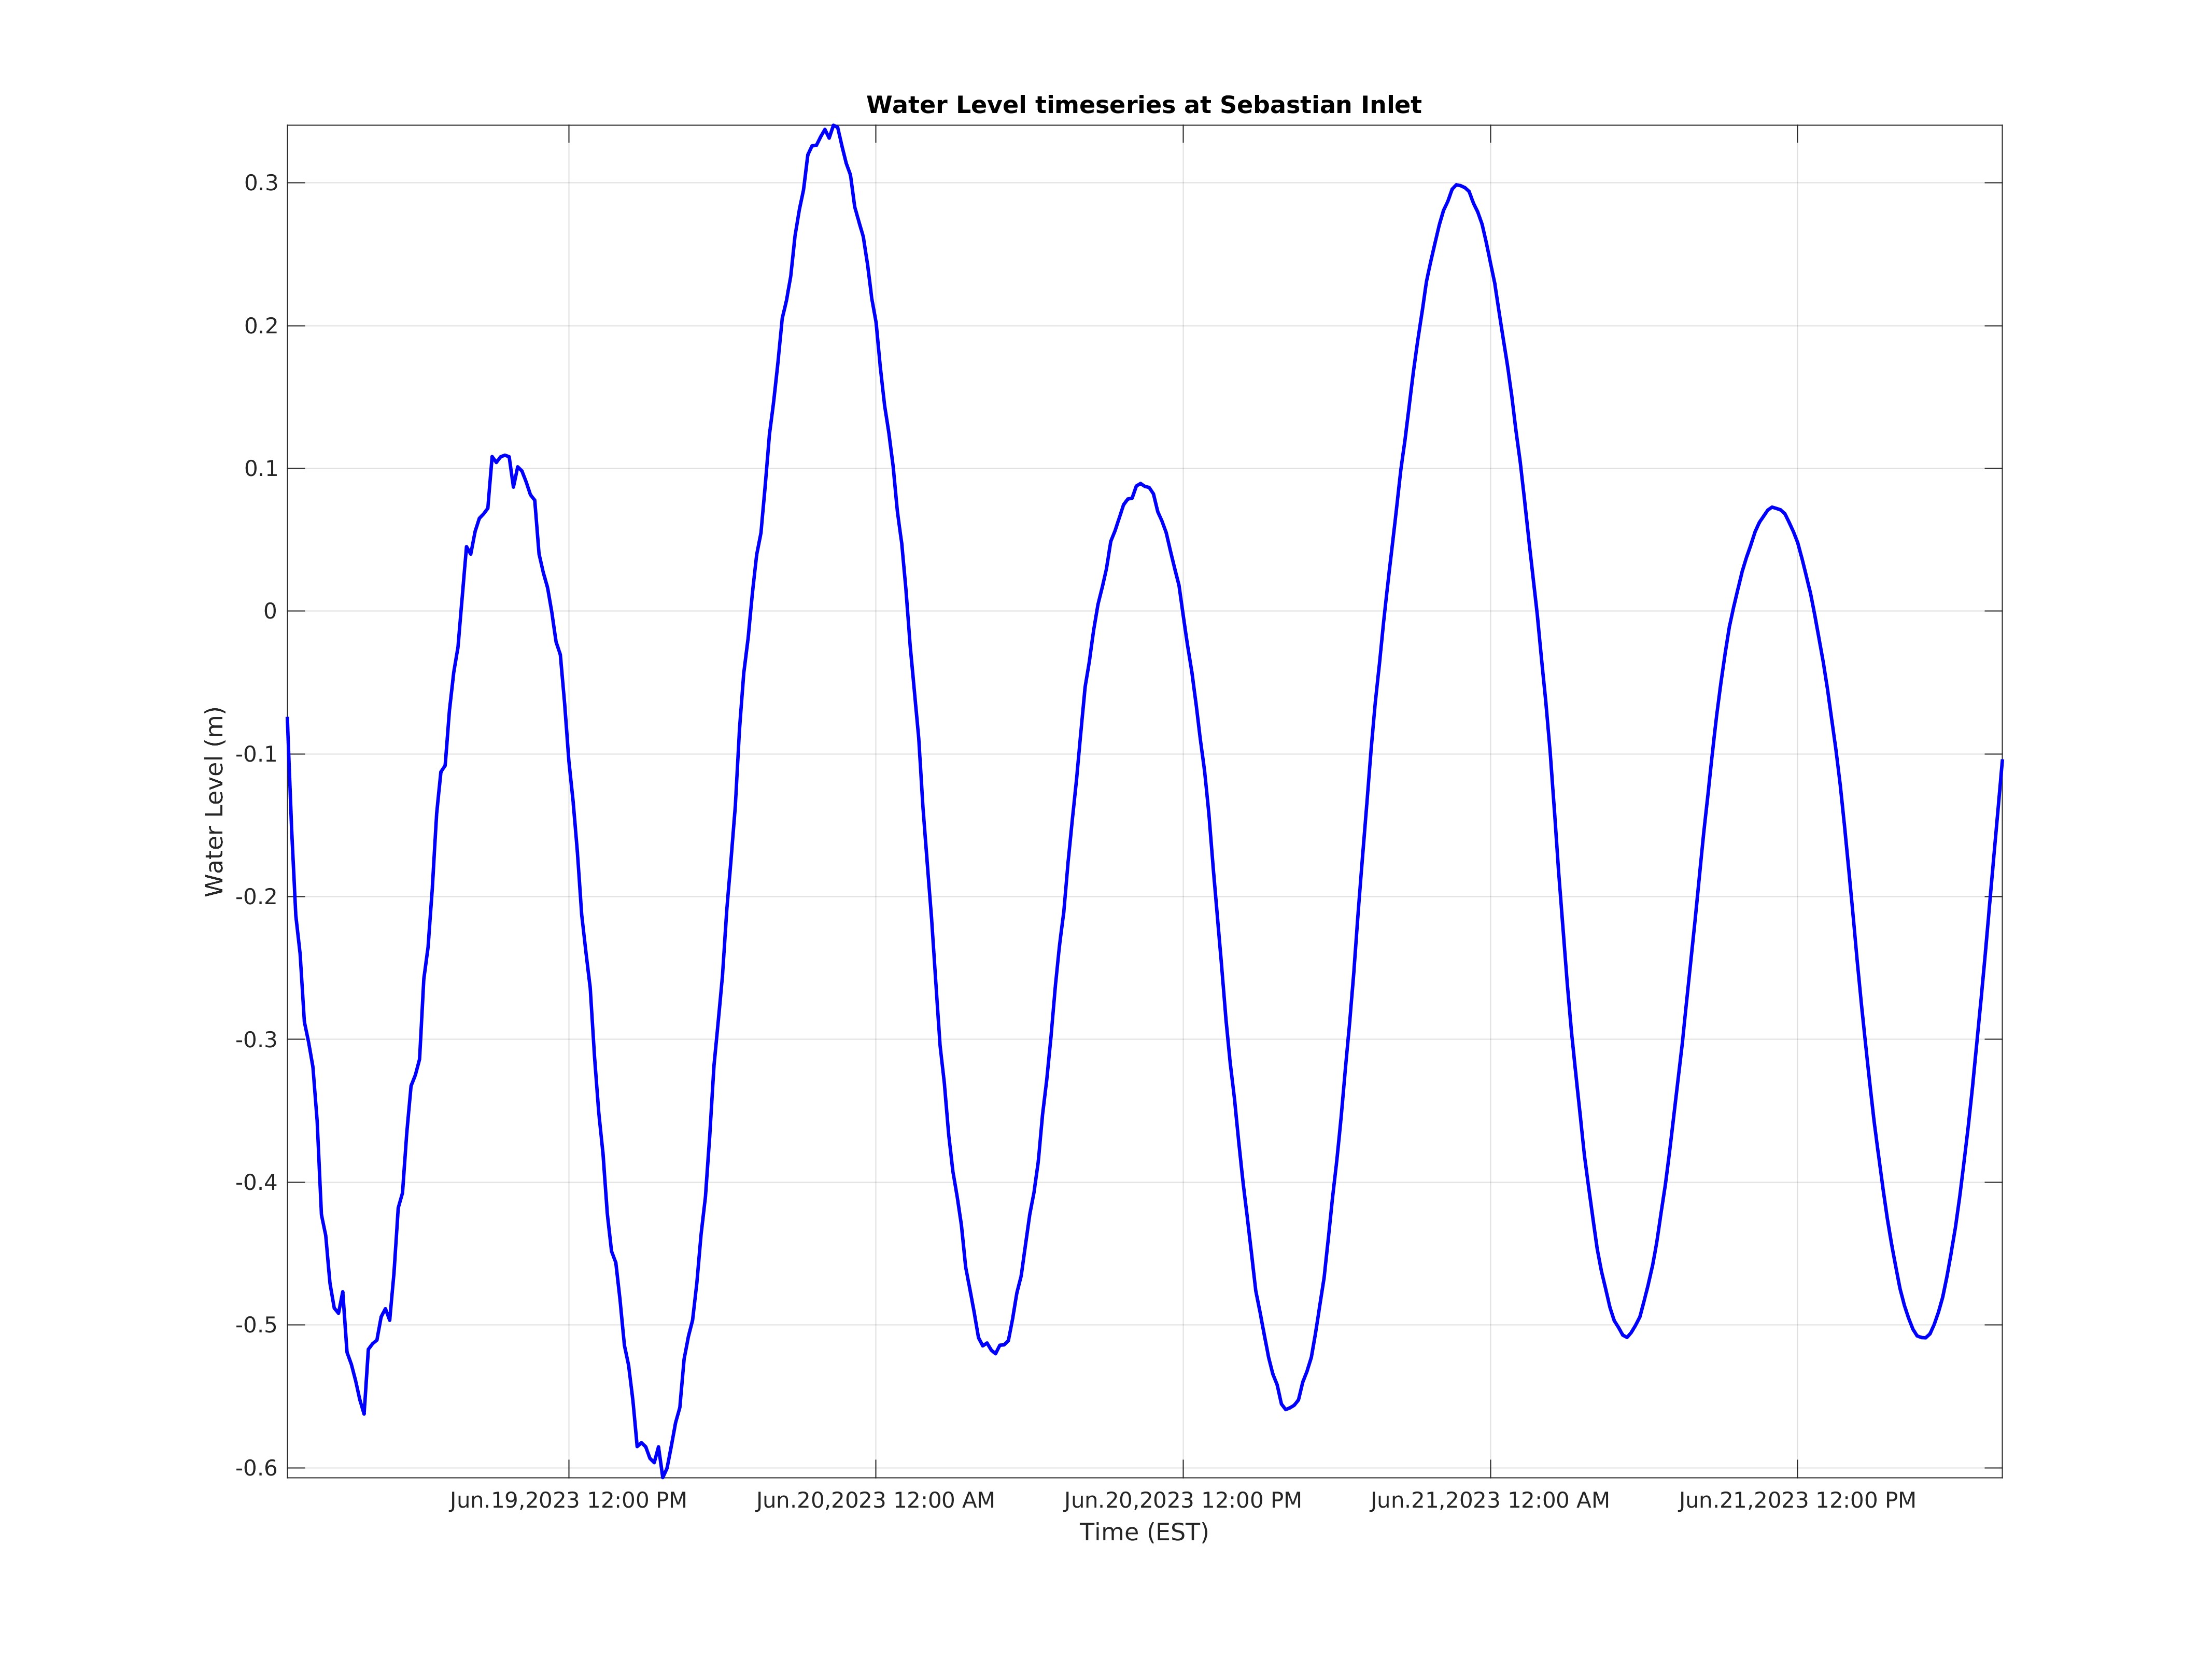 Water Level timeseries at Sebastian Inlet
0.3
0.2
0.1
0
-0.1
-0.2
-0.3
-0.4
-0.5
-0.6
Water Level (m)
Jun.19,2023 12:00 PM
Jun.20,2023 12:00 AM
Jun.20,2023 12:00 PM
Jun.21,2023 12:00 AM
Jun.21,2023 12:00 PM
Time (EST)